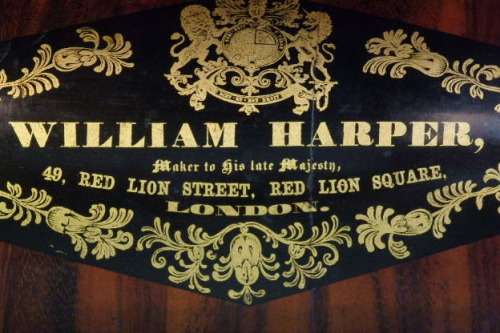 WILLIAM HARPER,
Maker to His late Majesty,
49, RED LION STREET, RED LION SQUARE,
LONDON.